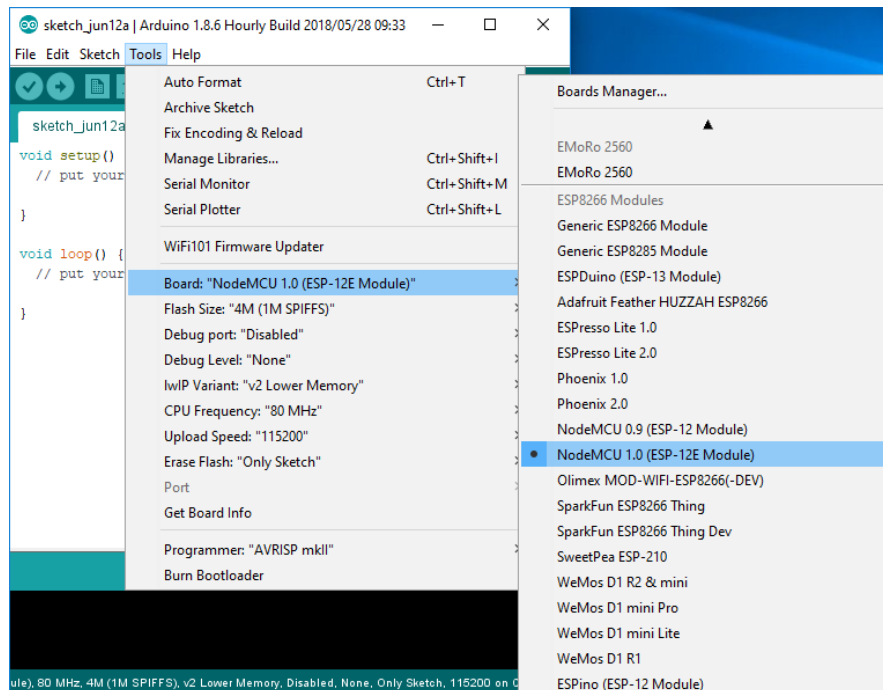 sketch_jun12a | Arduino 1.8.6 Hourly Build 2018/05/28 09:33
File Edit Sketch Tools Help
sketch_jun12a
void setup()
// put your
}
void loop() {
// put your
}
Auto Format Ctrl+T
Archive Sketch
Fix Encoding & Reload
Manage Libraries... Ctrl+Shift+I
Serial Monitor Ctrl+Shift+M
Serial Plotter Ctrl+Shift+L
WiFi101 Firmware Updater
Board: "NodeMCU 1.0 (ESP-12E Module)"
Flash Size: "4M (1M SPIFFS)"
Debug port: "Disabled"
Debug Level: "None"
lwIP Variant: "v2 Lower Memory"
CPU Frequency: "80 MHz"
Upload Speed: "115200"
Erase Flash: "Only Sketch"
Port
Get Board Info
Programmer: "AVRISP mkII"
Burn Bootloader
Boards Manager...
EMoRo 2560
EMoRo 2560
ESP8266 Modules
Generic ESP8266 Module
Generic ESP8285 Module
ESPDuino (ESP-13 Module)
Adafruit Feather HUZZAH ESP8266
ESPresso Lite 1.0
ESPresso Lite 2.0
Phoenix 1.0
Phoenix 2.0
NodeMCU 0.9 (ESP-12 Module)
NodeMCU 1.0 (ESP-12E Module)
Olimex MOD-WIFI-ESP8266(-DEV)
SparkFun ESP8266 Thing
SparkFun ESP8266 Thing Dev
SweetPea ESP-210
WeMos D1 R2 & mini
WeMos D1 mini Pro
WeMos D1 mini Lite
WeMos D1 R1
ESPino (ESP-12 Module)
ule), 80 MHz, 4M (1M SPIFFS), v2 Lower Memory, Disabled, None, Only Sketch, 115200 on